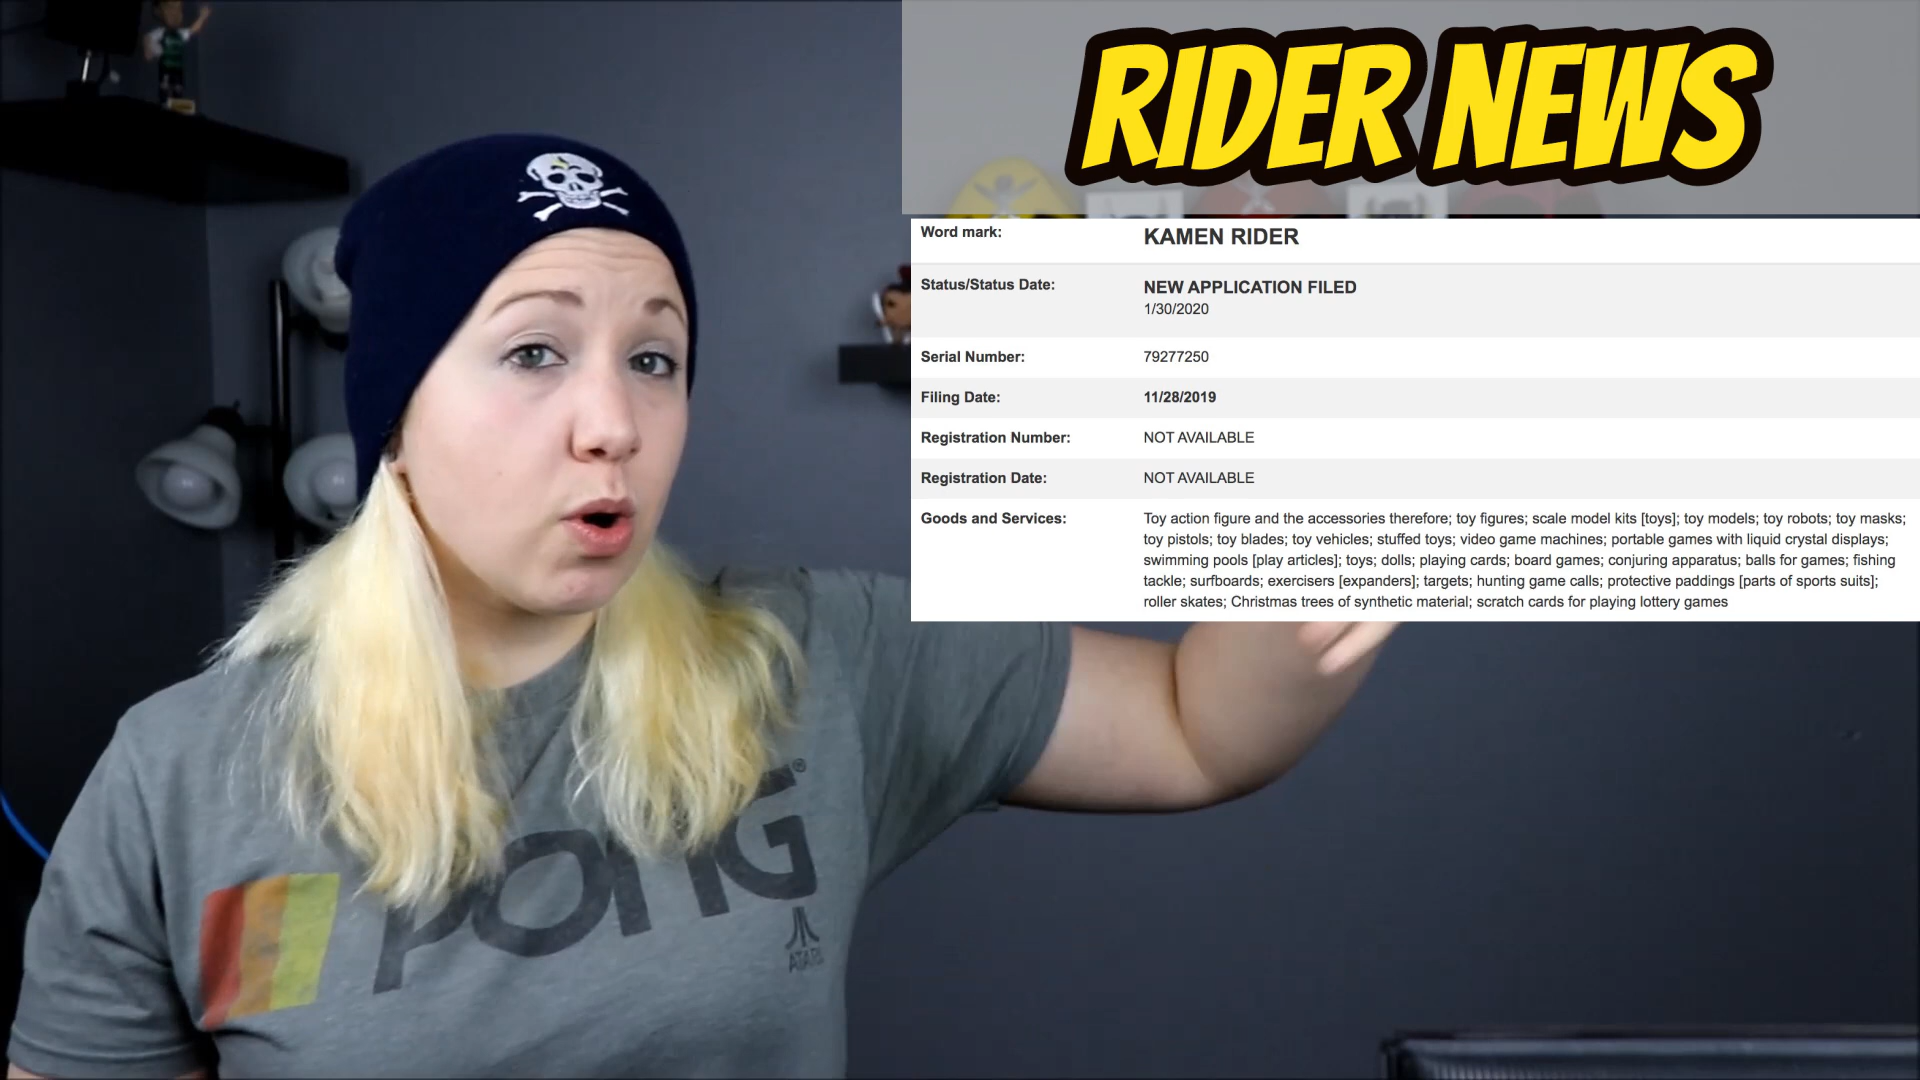 RIDER NEWS
Word mark: KAMEN RIDER
Status/Status Date: NEW APPLICATION FILED
1/30/2020
Serial Number: 79277250
Filing Date: 11/28/2019
Registration Number: NOT AVAILABLE
Registration Date: NOT AVAILABLE
Goods and Services: Toy action figure and the accessories therefore; toy figures; scale model kits [toys]; toy models; toy robots; toy masks;
toy pistols; toy blades; toy vehicles; stuffed toys; video game machines; portable games with liquid crystal displays;
swimming pools [play articles]; toys; dolls; playing cards; board games; conjuring apparatus; balls for games; fishing
tackle; surfboards; exercisers [expanders]; targets; hunting game calls; protective paddings [parts of sports suits];
roller skates; Christmas trees of synthetic material; scratch cards for playing lottery games
PONG®
ATARI